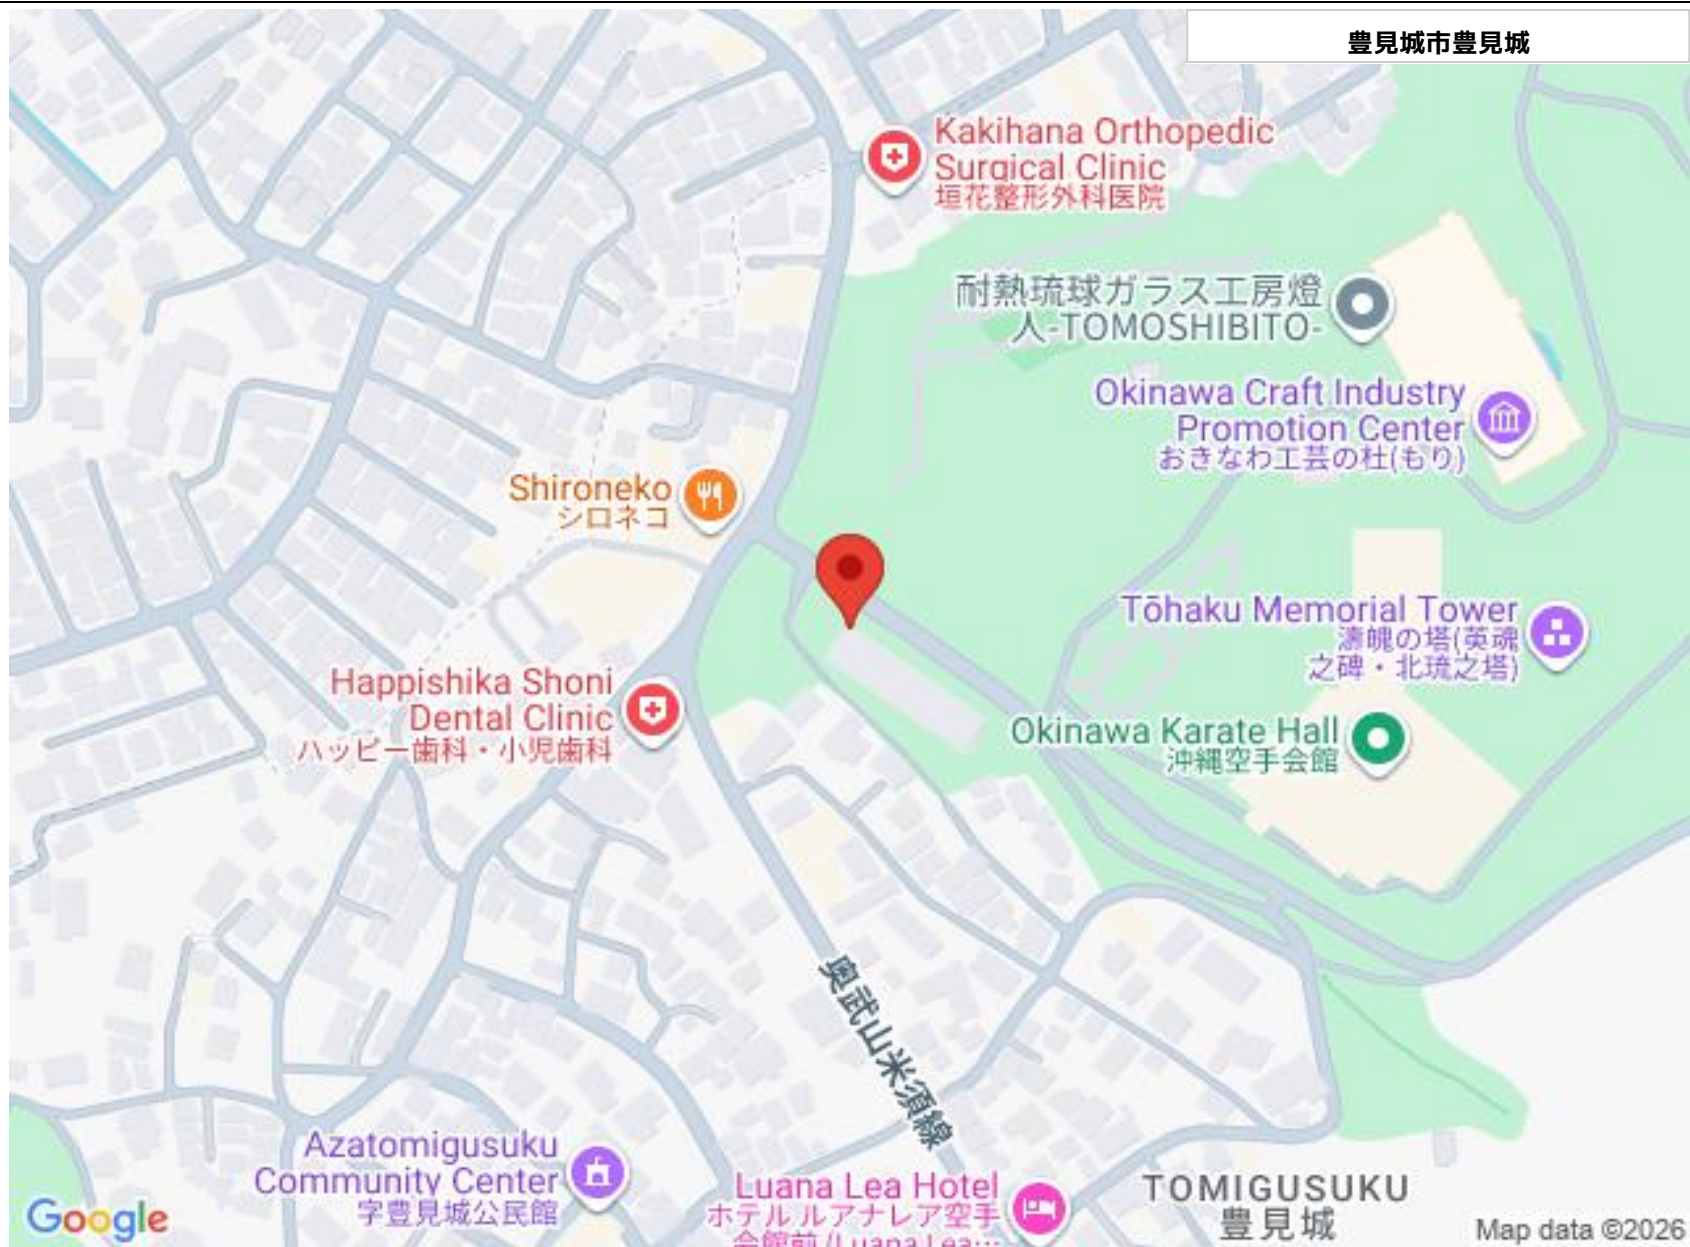 豊見城市豊見城
Kakihana Orthopedic
Surgical Clinic
垣花整形外科医院
耐熱琉球ガラス工房燈
人-TOMOSHIBITO-
Okinawa Craft Industry
Promotion Center
おきなわ工芸の杜(もり)
Shironeko
シロネコ
Tōhaku Memorial Tower
濤魄の塔(英魂
之碑・北琉之塔)
Happishika Shoni
Dental Clinic
ハッピー歯科・小児歯科
Okinawa Karate Hall
沖縄空手会館
奥武山米須線
Azatomigusuku
Community Center
字豊見城公民館
Luana Lea Hotel
ホテル ルアナレア空手
会館前 (Luana Lea…
TOMIGUSUKU
豊見城
Google
Map data ©2026